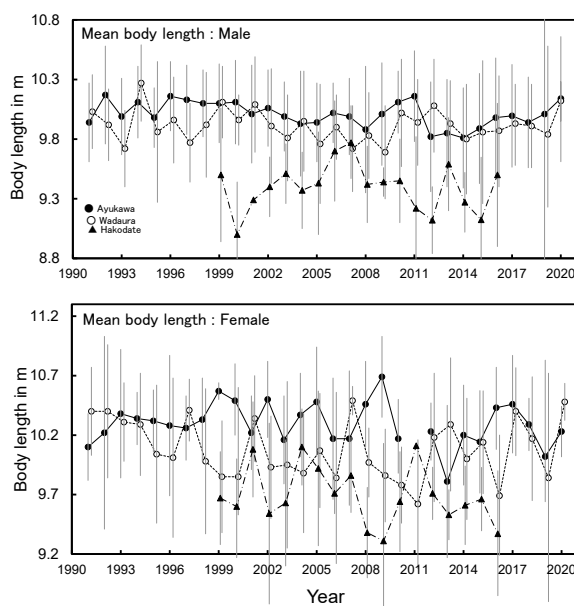 10.8
Mean body length : Male
10.3
9.8
9.3
8.8
Body length in m
Ayukawa
Wadaura
Hakodate
1990 1993 1996 1999 2002 2005 2008 2011 2014 2017 2020
11.2
Mean body length : Female
10.7
10.2
9.7
9.2
Body length in m
1990 1993 1996 1999 2002 2005 2008 2011 2014 2017 2020
Year